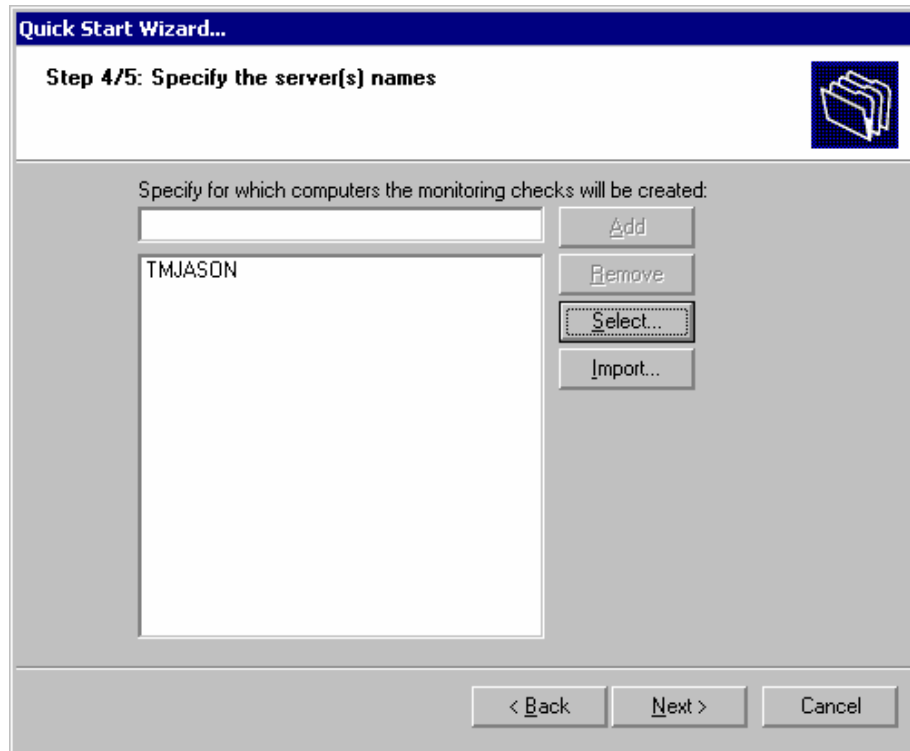 Quick Start Wizard...
Step 4/5: Specify the server(s) names
Specify for which computers the monitoring checks will be created:
Add
TMJASON
Remove
Select...
Import...
< Back
Next >
Cancel